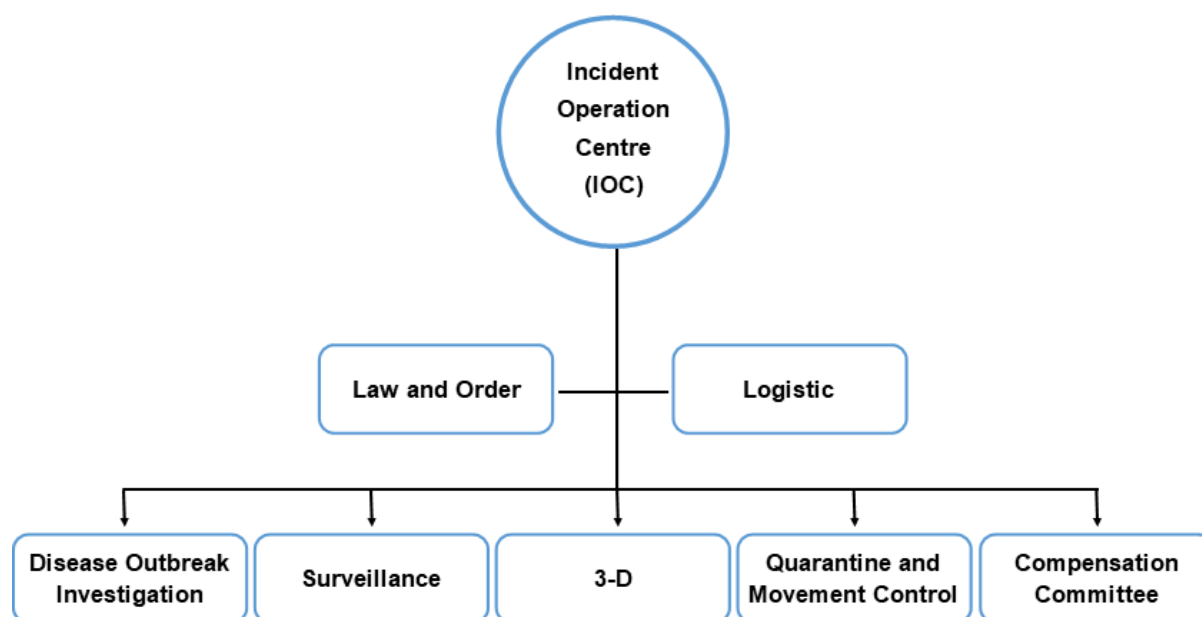 Incident
Operation
Centre
(IOC)
Law and Order
Logistic
Disease Outbreak
Investigation
Surveillance
3-D
Quarantine and
Movement Control
Compensation
Committee